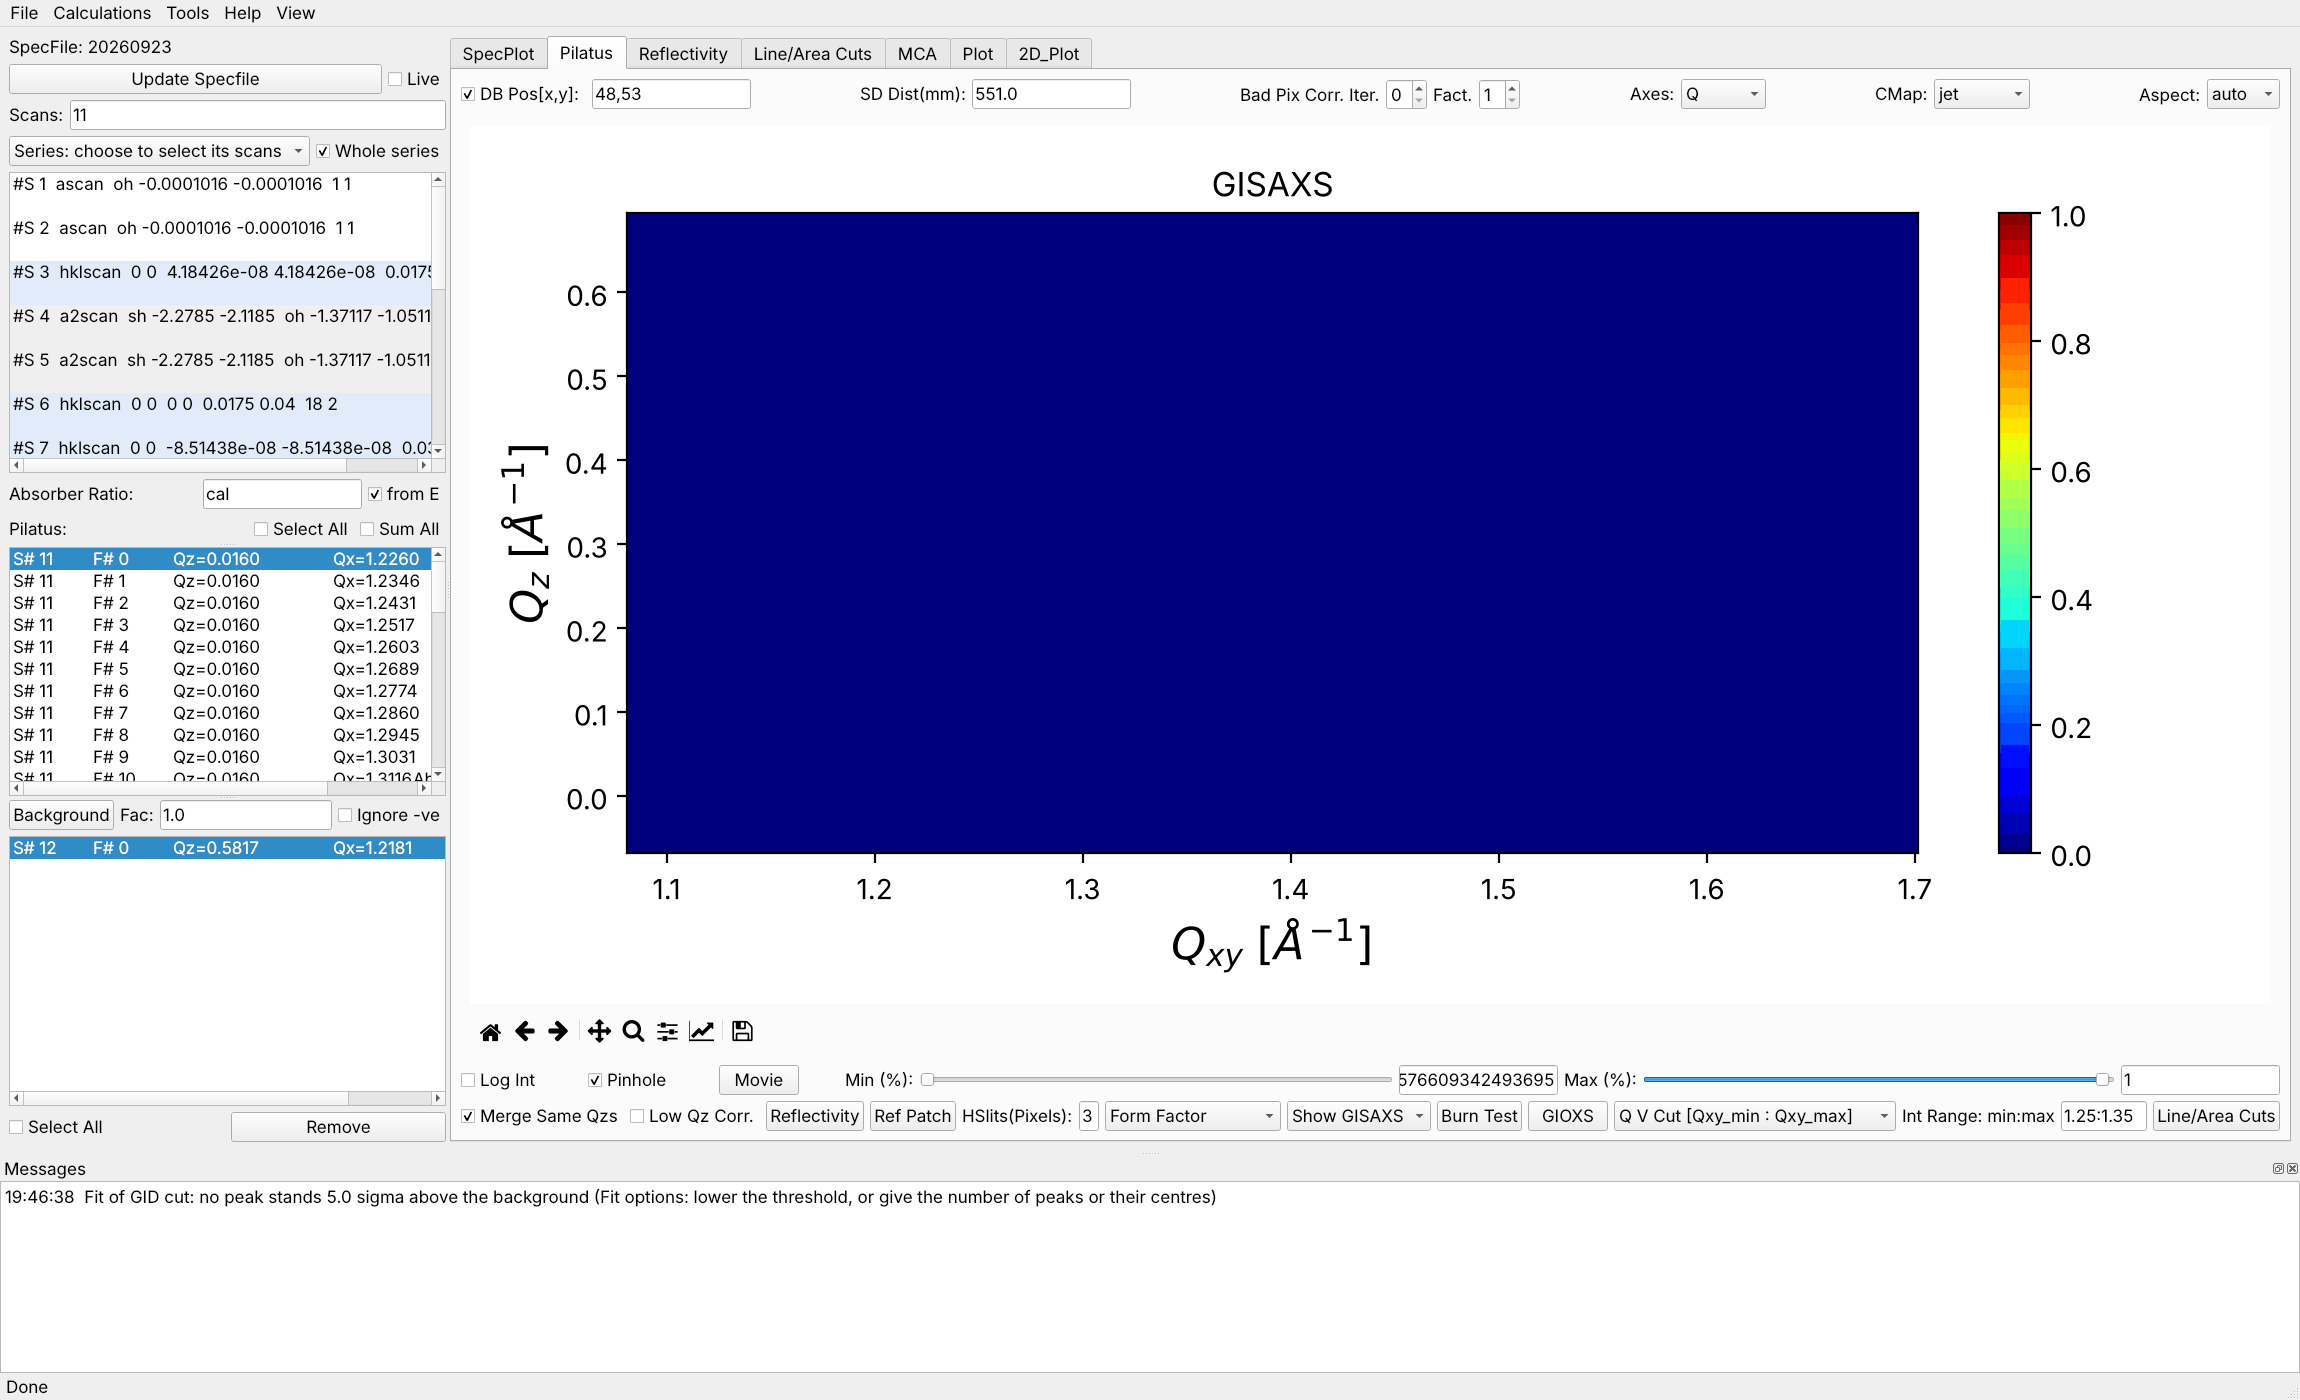 File Calculations Tools Help View
SpecFile: 20260923
Update Specfile Live
Scans: 11
Series: choose to select its scans Whole series
#S 1 ascan oh -0.0001016 -0.0001016 1 1
#S 2 ascan oh -0.0001016 -0.0001016 1 1
#S 3 hklscan 0 0 4.18426e-08 4.18426e-08 0.0175
#S 4 a2scan sh -2.2785 -2.1185 oh -1.37117 -1.0511
#S 5 a2scan sh -2.2785 -2.1185 oh -1.37117 -1.0511
#S 6 hklscan 0 0 0 0 0.0175 0.04 18 2
#S 7 hklscan 0 0 -8.51438e-08 -8.51438e-08 0.03
Absorber Ratio: cal from E
Pilatus: Select All Sum All
S# 11 F# 0 Qz=0.0160 Qx=1.2260
S# 11 F# 1 Qz=0.0160 Qx=1.2346
S# 11 F# 2 Qz=0.0160 Qx=1.2431
S# 11 F# 3 Qz=0.0160 Qx=1.2517
S# 11 F# 4 Qz=0.0160 Qx=1.2603
S# 11 F# 5 Qz=0.0160 Qx=1.2689
S# 11 F# 6 Qz=0.0160 Qx=1.2774
S# 11 F# 7 Qz=0.0160 Qx=1.2860
S# 11 F# 8 Qz=0.0160 Qx=1.2945
S# 11 F# 9 Qz=0.0160 Qx=1.3031
S# 11 F# 10 Qz=0.0160 Qx=1.3116
Background Fac: 1.0 Ignore -ve
S# 12 F# 0 Qz=0.5817 Qx=1.2181
Select All Remove
SpecPlot Pilatus Reflectivity Line/Area Cuts MCA Plot 2D_Plot
DB Pos[x,y]: 48,53 SD Dist(mm): 551.0 Bad Pix Corr. Iter. 0 Fact. 1 Axes: Q CMap: jet Aspect: auto
GISAXS
0.6
0.5
0.4
0.3
0.2
0.1
0.0
Qz [Å⁻¹]
1.1 1.2 1.3 1.4 1.5 1.6 1.7
Qxy [Å⁻¹]
1.0
0.8
0.6
0.4
0.2
0.0
Log Int Pinhole Movie Min (%): 576609342493695 Max (%): 1
Merge Same Qzs Low Qz Corr. Reflectivity Ref Patch HSlits(Pixels): 3 Form Factor Show GISAXS Burn Test GIOXS Q V Cut [Qxy_min : Qxy_max] Int Range: min:max 1.25:1.35 Line/Area Cuts
Messages
19:46:38 Fit of GID cut: no peak stands 5.0 sigma above the background (Fit options: lower the threshold, or give the number of peaks or their centres)
Done